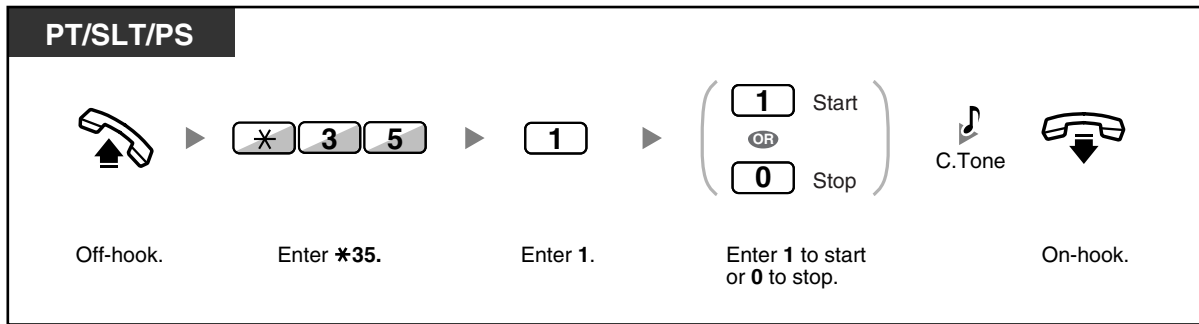 PT/SLT/PS
1 Start
✳ 3 5 1 OR
0 Stop
C.Tone
Off-hook. Enter ✳35. Enter 1. Enter 1 to start On-hook.
or 0 to stop.